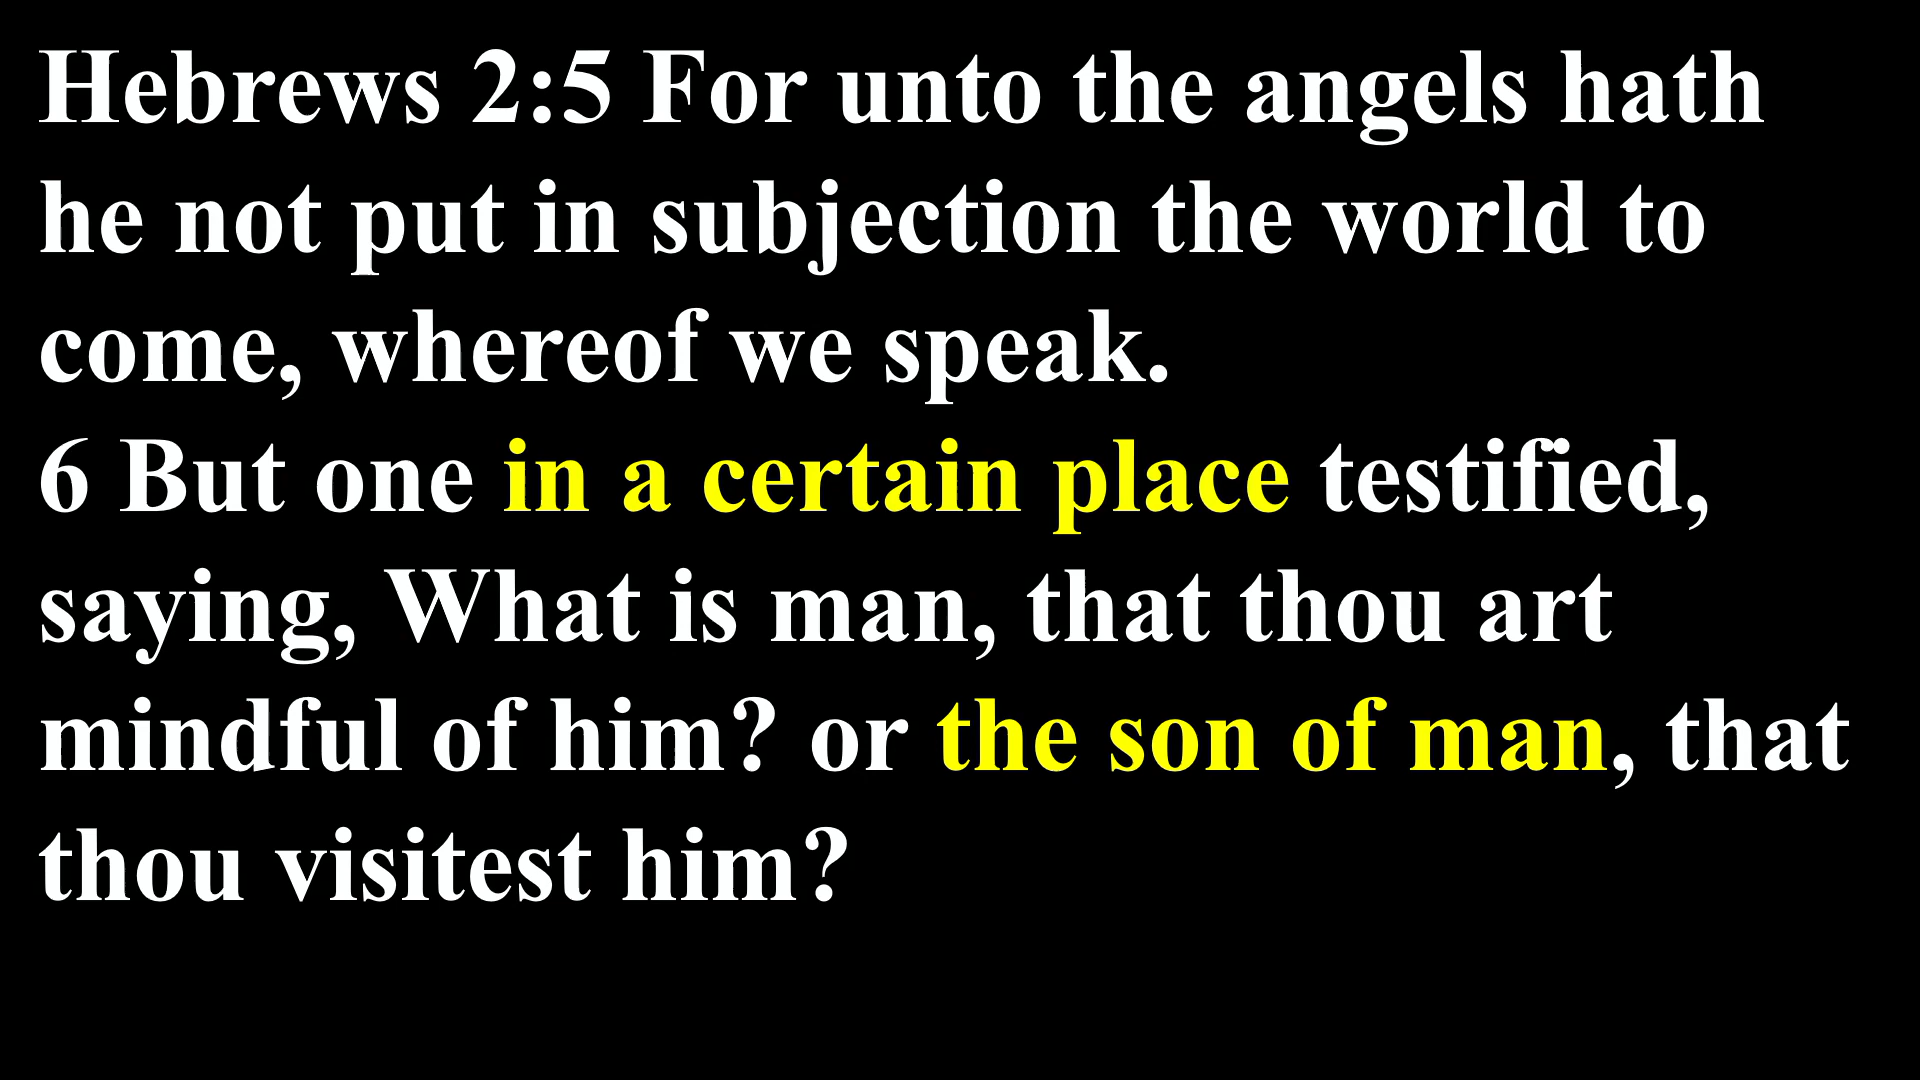 Hebrews 2:5 For unto the angels hath
he not put in subjection the world to
come, whereof we speak.
6 But one in a certain place testified,
saying, What is man, that thou art
mindful of him? or the son of man, that
thou visitest him?